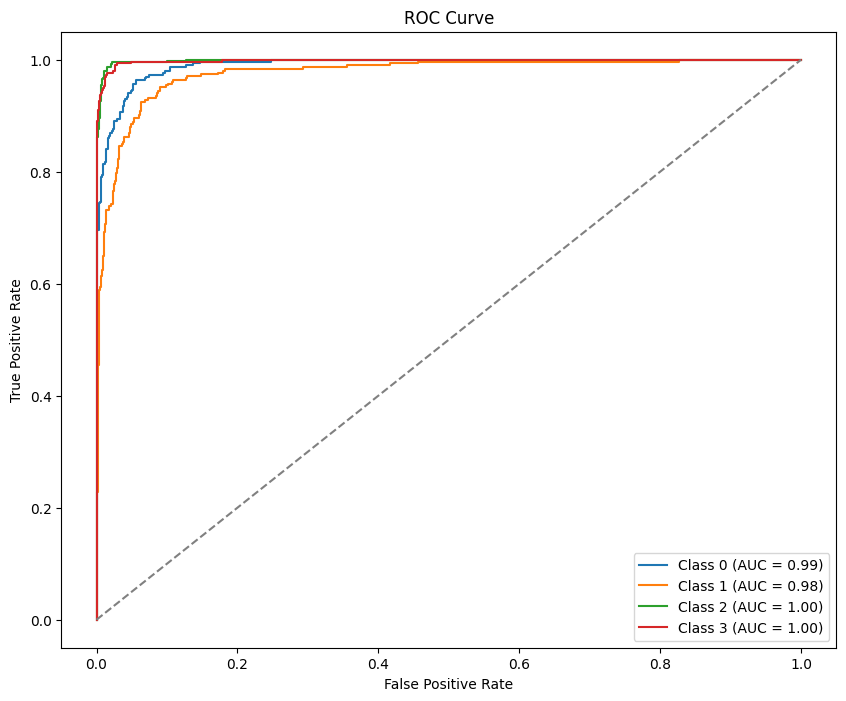 ROC Curve
True Positive Rate
1.0
0.8
0.6
0.4
0.2
0.0
0.0 0.2 0.4 0.6 0.8 1.0
False Positive Rate
Class 0 (AUC = 0.99)
Class 1 (AUC = 0.98)
Class 2 (AUC = 1.00)
Class 3 (AUC = 1.00)